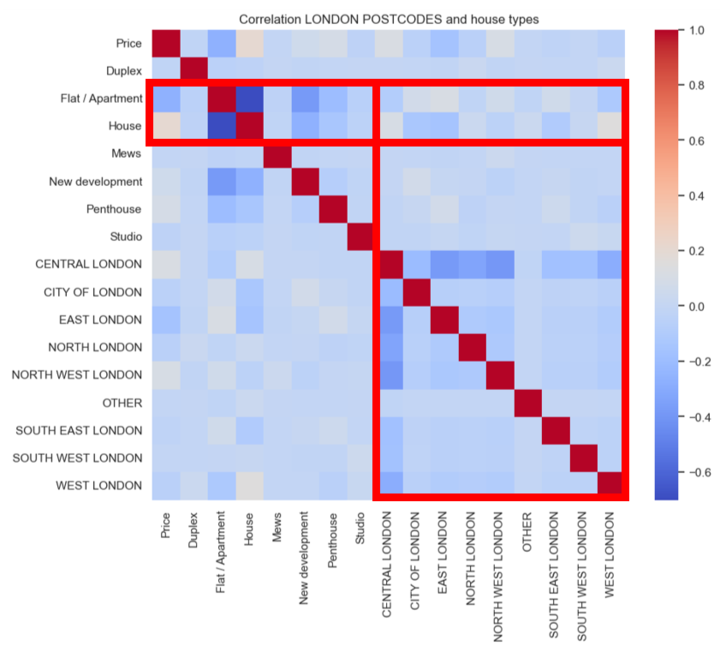 Correlation LONDON POSTCODES and house types
Price
Duplex
Flat / Apartment
House
Mews
New development
Penthouse
Studio
CENTRAL LONDON
CITY OF LONDON
EAST LONDON
NORTH LONDON
NORTH WEST LONDON
OTHER
SOUTH EAST LONDON
SOUTH WEST LONDON
WEST LONDON
Price
Duplex
Flat / Apartment
House
Mews
New development
Penthouse
Studio
CENTRAL LONDON
CITY OF LONDON
EAST LONDON
NORTH LONDON
NORTH WEST LONDON
OTHER
SOUTH EAST LONDON
SOUTH WEST LONDON
WEST LONDON
1.0
0.8
0.6
0.4
0.2
0.0
−0.2
−0.4
−0.6